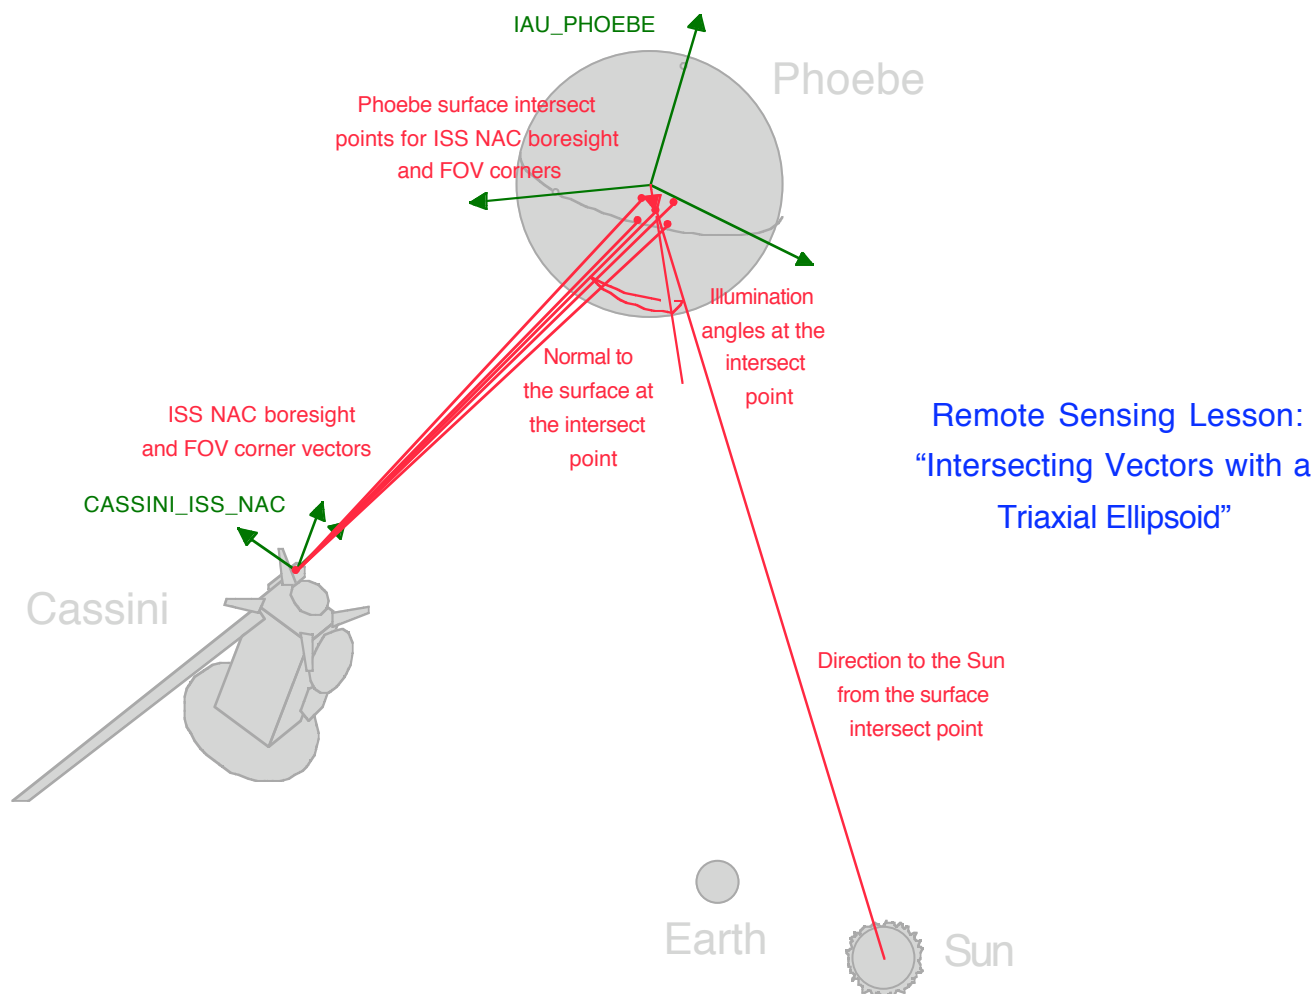 IAU_PHOEBE
Phoebe
Phoebe surface intersect
points for ISS NAC boresight
and FOV corners
Illumination
angles at the
intersect
point
Normal to
the surface at
the intersect
point
ISS NAC boresight
and FOV corner vectors
Remote Sensing Lesson:
“Intersecting Vectors with a
Triaxial Ellipsoid”
CASSINI_ISS_NAC
Cassini
Direction to the Sun
from the surface
intersect point
Earth
Sun